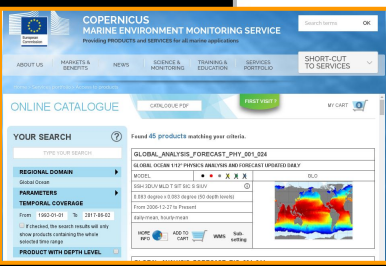 European
Commission
COPERNICUS
MARINE ENVIRONMENT MONITORING SERVICE
Providing PRODUCTS and SERVICES for all marine applications
Search terms OK
ABOUT US
MARKETS & BENEFITS
NEWS
SCIENCE & MONITORING
TRAINING & EDUCATION
SERVICES PORTFOLIO
SHORT-CUT TO SERVICES
ONLINE CATALOGUE
CATALOGUE PDF
FIRST VISIT ?
MY CART 0
YOUR SEARCH ?
TYPE YOUR SEARCH
REGIONAL DOMAIN
Global Ocean
PARAMETERS
TEMPORAL COVERAGE
From 1992-01-01 To 2017-09-02
If checked, the search results will only
show products containing the whole
selected time range
PRODUCT WITH DEPTH LEVEL
Found 45 products matching your criteria.
GLOBAL_ANALYSIS_FORECAST_PHY_001_024
GLOBAL OCEAN 1/12° PHYSICS ANALYSIS AND FORECAST UPDATED DAILY
MODEL
GLO
SSH 3DUV MLD T SIT SIC S SIUV
0.083 degree x 0.083 degree (50 depth levels)
From 2006-12-27 to Present
daily-mean, hourly-mean
MORE INFO
ADD TO CART
WMS
Sub-setting